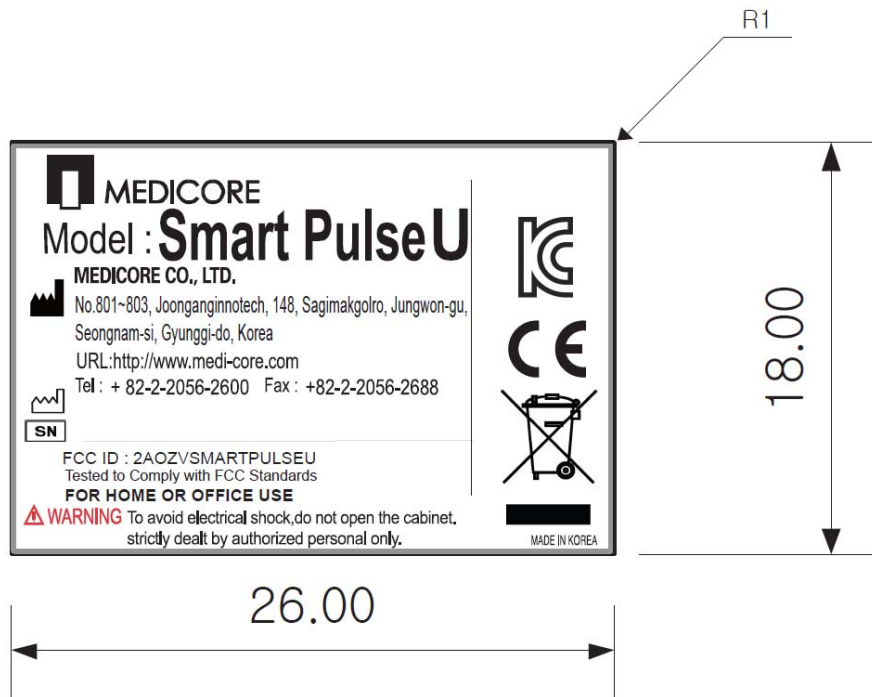 R1
MEDICORE
Model : Smart Pulse U
MEDICORE CO., LTD.
No.801~803, Joonganginnotech, 148, Sagimakgolro, Jungwon-gu,
Seongnam-si, Gyunggi-do, Korea
URL:http://www.medi-core.com
Tel : + 82-2-2056-2600 Fax : +82-2-2056-2688
SN
FCC ID : 2AOZVSMARTPULSEU
Tested to Comply with FCC Standards
FOR HOME OR OFFICE USE
WARNING To avoid electrical shock,do not open the cabinet.
strictly dealt by authorized personal only.
KC
CE
MADE IN KOREA
18.00
26.00